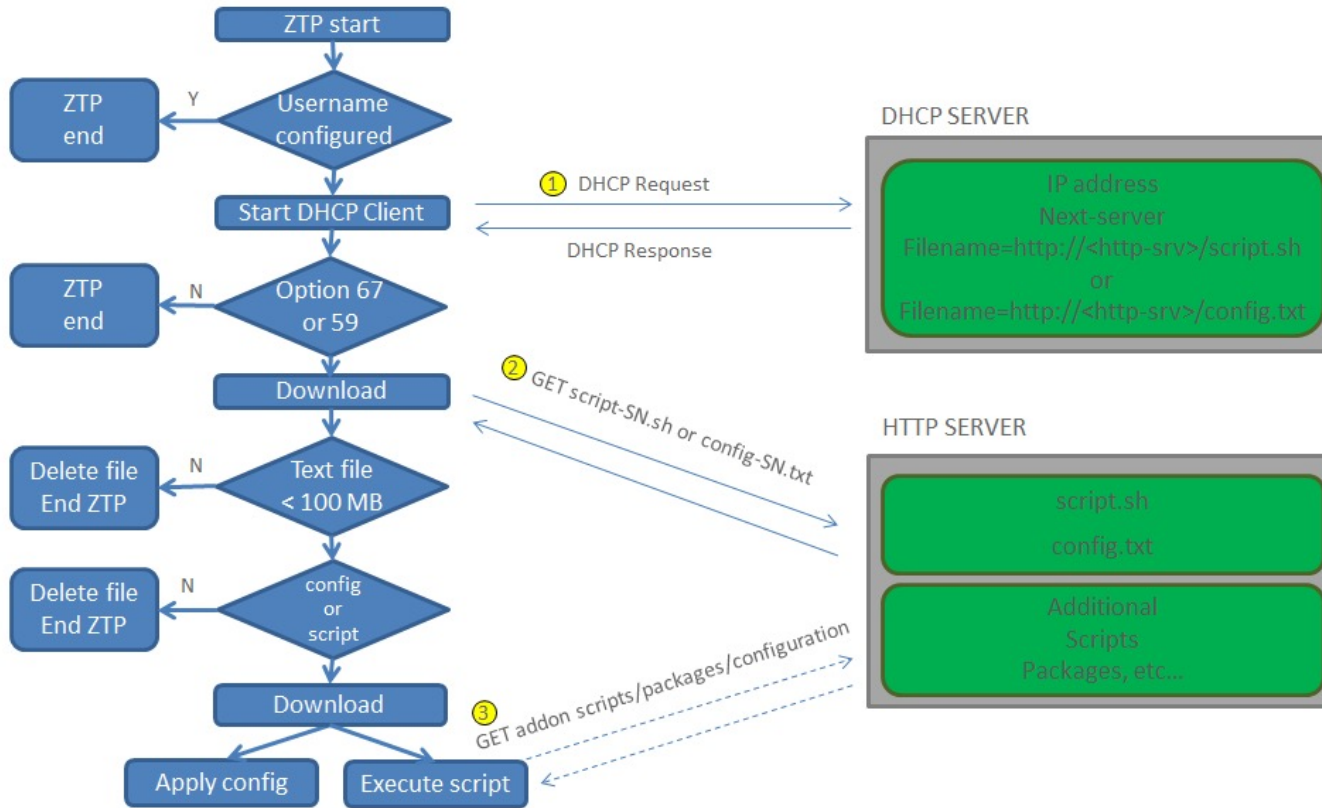 ZTP start
Y
ZTP
end
Username
configured
DHCP SERVER
1 DHCP Request
Start DHCP Client
DHCP Response
IP address
Next-server
Filename=http://<http-srv>/script.sh
or
Filename=http://<http-srv>/config.txt
N
ZTP
end
Option 67
or 59
Download
2 GET script-SN.sh or config-SN.txt
HTTP SERVER
N
Delete file
End ZTP
Text file
< 100 MB
script.sh
config.txt
N
Delete file
End ZTP
config
or
script
Additional
Scripts
Packages, etc...
Download
3
GET addon scripts/packages/configuration
Apply config
Execute script